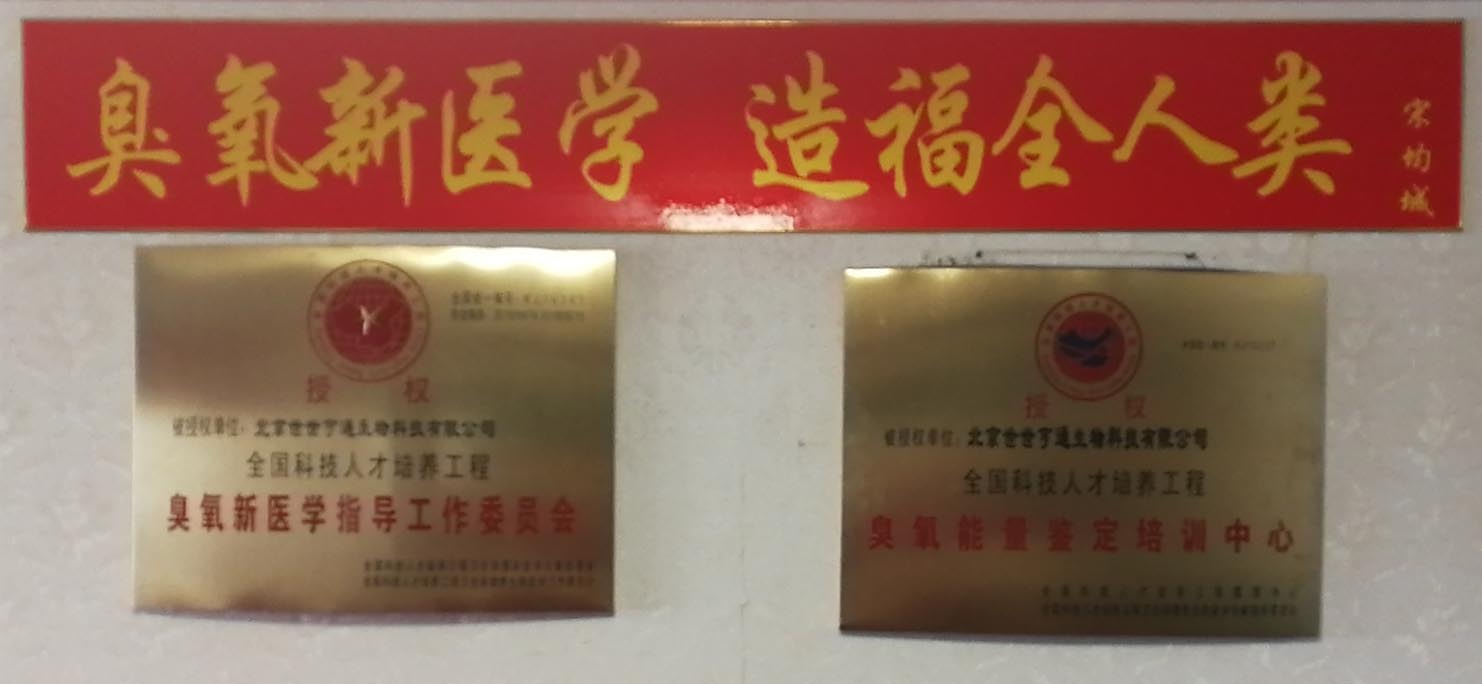 臭氧新医学 造福全人类
宋均城
授 权
被授权单位：北京世世亨通生物科技有限公司
全国科技人才培养工程
臭氧新医学指导工作委员会
授 权
被授权单位：北京世世亨通生物科技有限公司
全国科技人才培养工程
臭氧能量鉴定培训中心